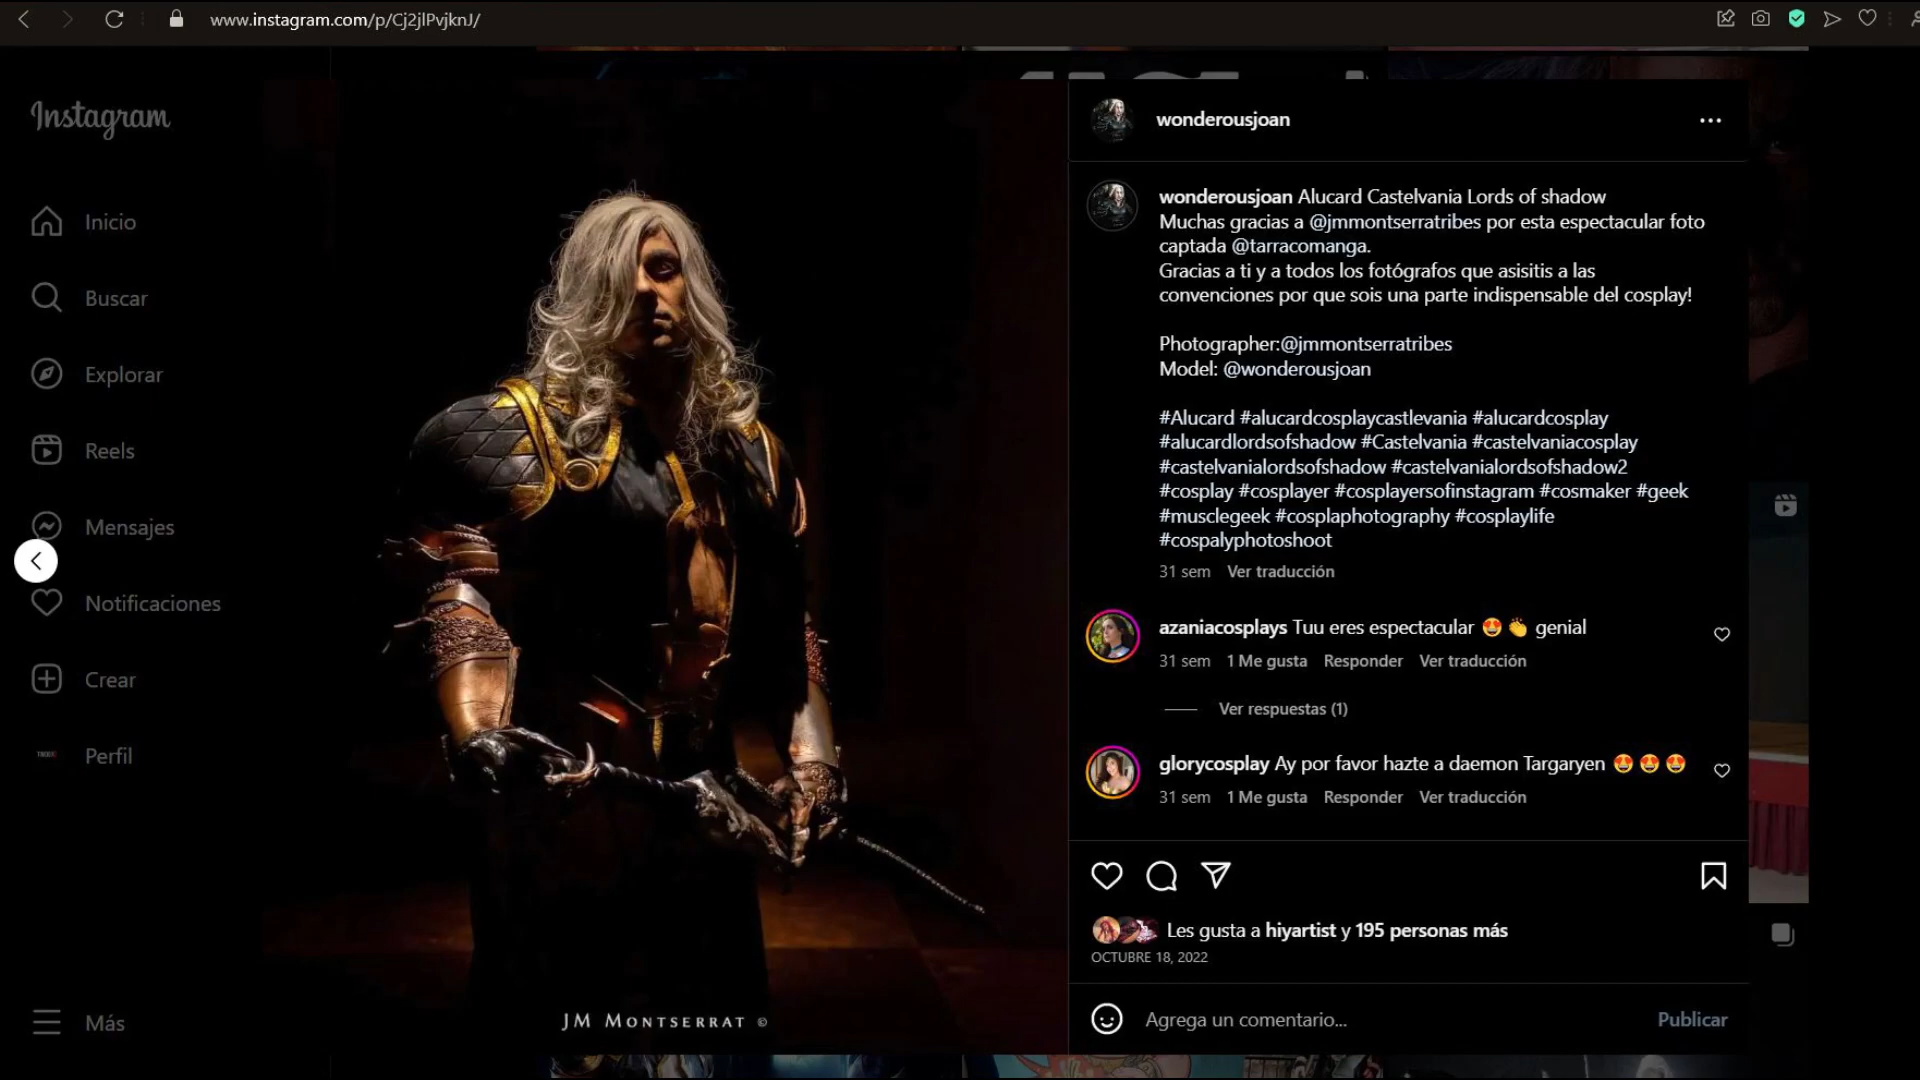 www.instagram.com/p/Cj2jlPvjknJ/
Instagram
Inicio
Buscar
Explorar
Reels
Mensajes
Notificaciones
Crear
Perfil
Más
JM MONTSERRAT ©
wonderousjoan
wonderousjoan Alucard Castelvania Lords of shadow
Muchas gracias a @jmmontserratribes por esta espectacular foto
captada @tarracomanga.
Gracias a ti y a todos los fotógrafos que asisitis a las
convenciones por que sois una parte indispensable del cosplay!
Photographer:@jmmontserratribes
Model: @wonderousjoan
#Alucard #alucardcosplaycastlevania #alucardcosplay
#alucardlordsofshadow #Castelvania #castelvaniacosplay
#castelvanialordsofshadow #castelvanialordsofshadow2
#cosplay #cosplayer #cosplayersofinstagram #cosmaker #geek
#musclegeek #cosplaphotography #cosplaylife
#cospalyphotoshoot
31 sem Ver traducción
azaniacosplays Tuu eres espectacular 😍 👏 genial
31 sem 1 Me gusta Responder Ver traducción
Ver respuestas (1)
glorycosplay Ay por favor hazte a daemon Targaryen 😍 😍 😍
31 sem 1 Me gusta Responder Ver traducción
Les gusta a hiyartist y 195 personas más
OCTUBRE 18, 2022
Agrega un comentario... Publicar